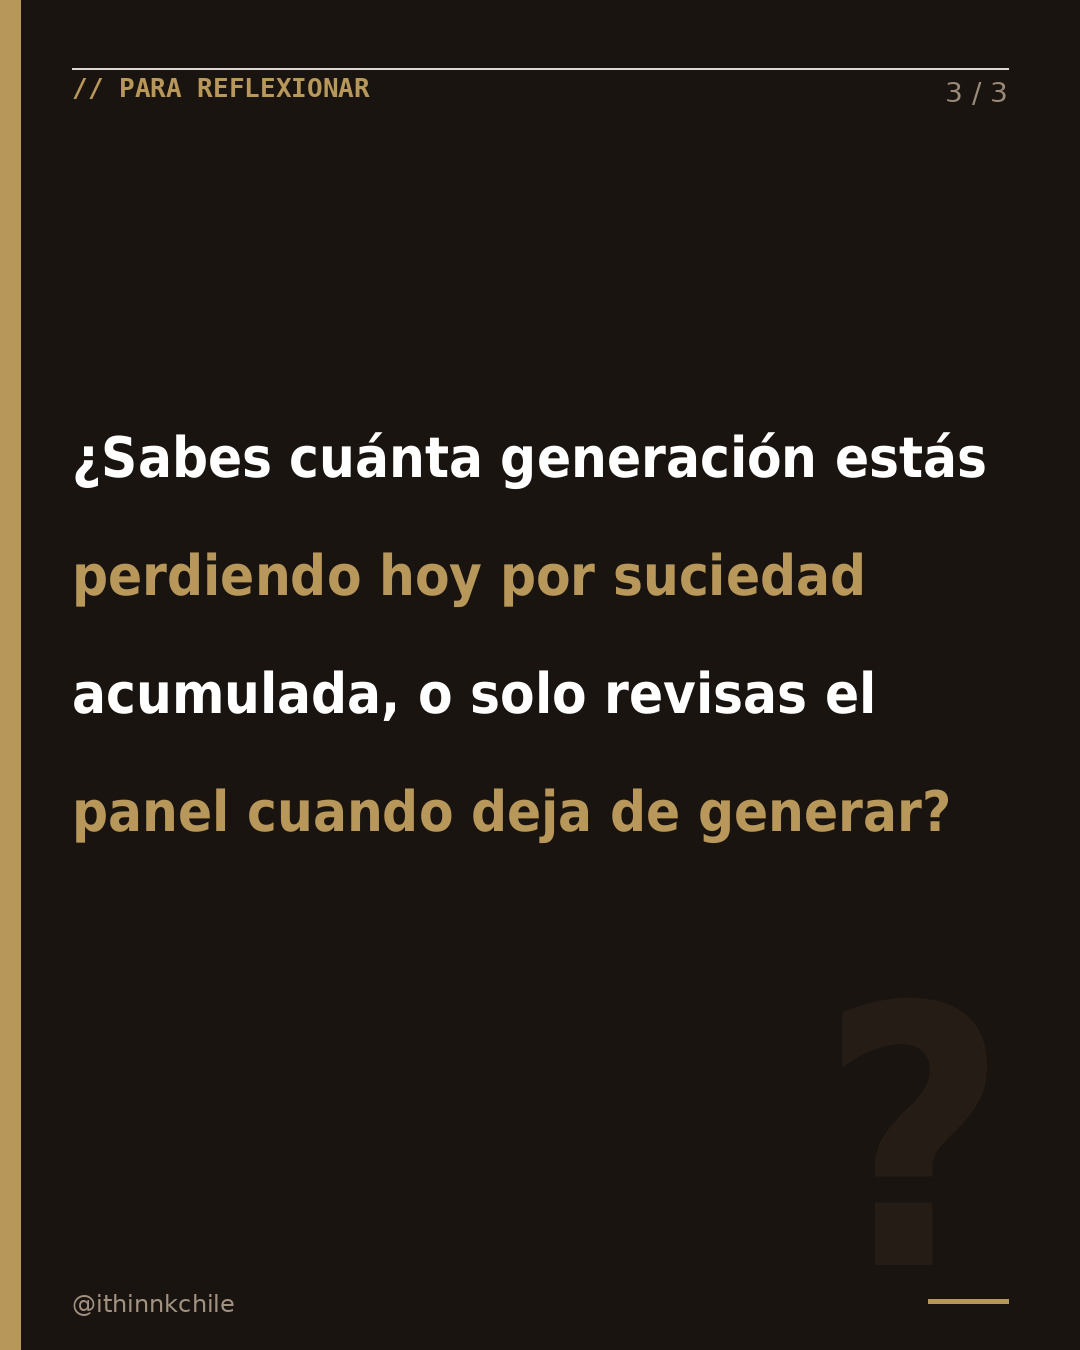 // PARA REFLEXIONAR
3 / 3
¿Sabes cuánta generación estás
perdiendo hoy por suciedad
acumulada, o solo revisas el
panel cuando deja de generar?
?
@ithinnkchile